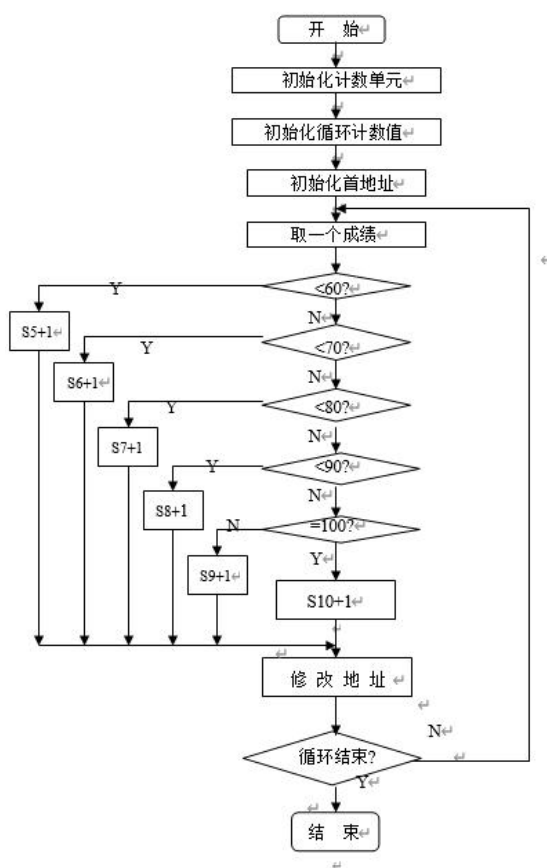 开 始
初始化计数单元
初始化循环计数值
初始化首地址
取一个成绩
<60?
Y
N
S5+1
<70?
Y
N
S6+1
<80?
Y
N
S7+1
<90?
Y
N
S8+1
=100?
N
Y
S9+1
S10+1
修 改 地 址
循环结束?
N
Y
结 束